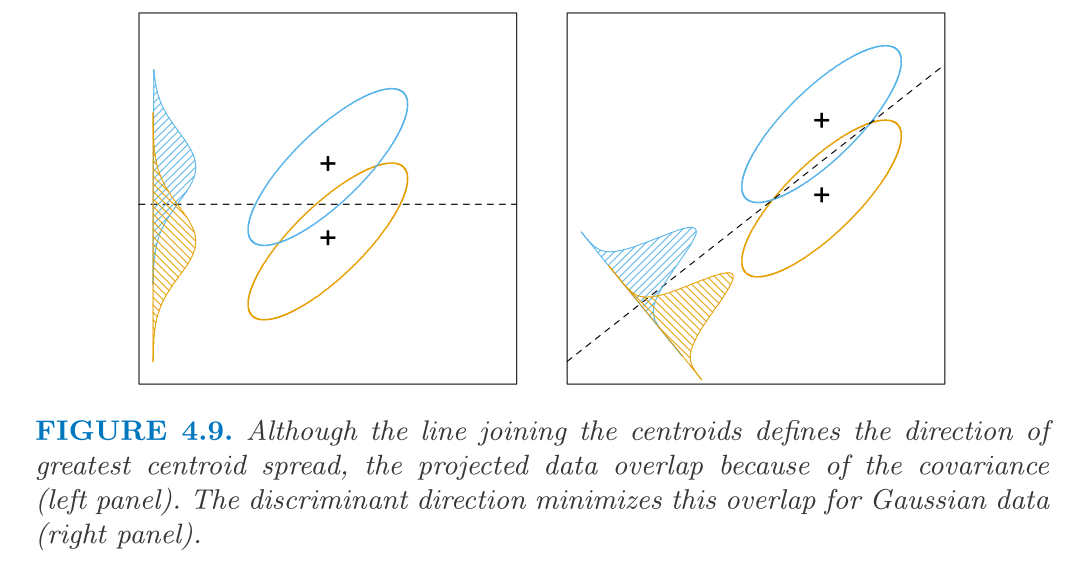 FIGURE 4.9. Although the line joining the centroids defines the direction of
greatest centroid spread, the projected data overlap because of the covariance
(left panel). The discriminant direction minimizes this overlap for Gaussian data
(right panel).